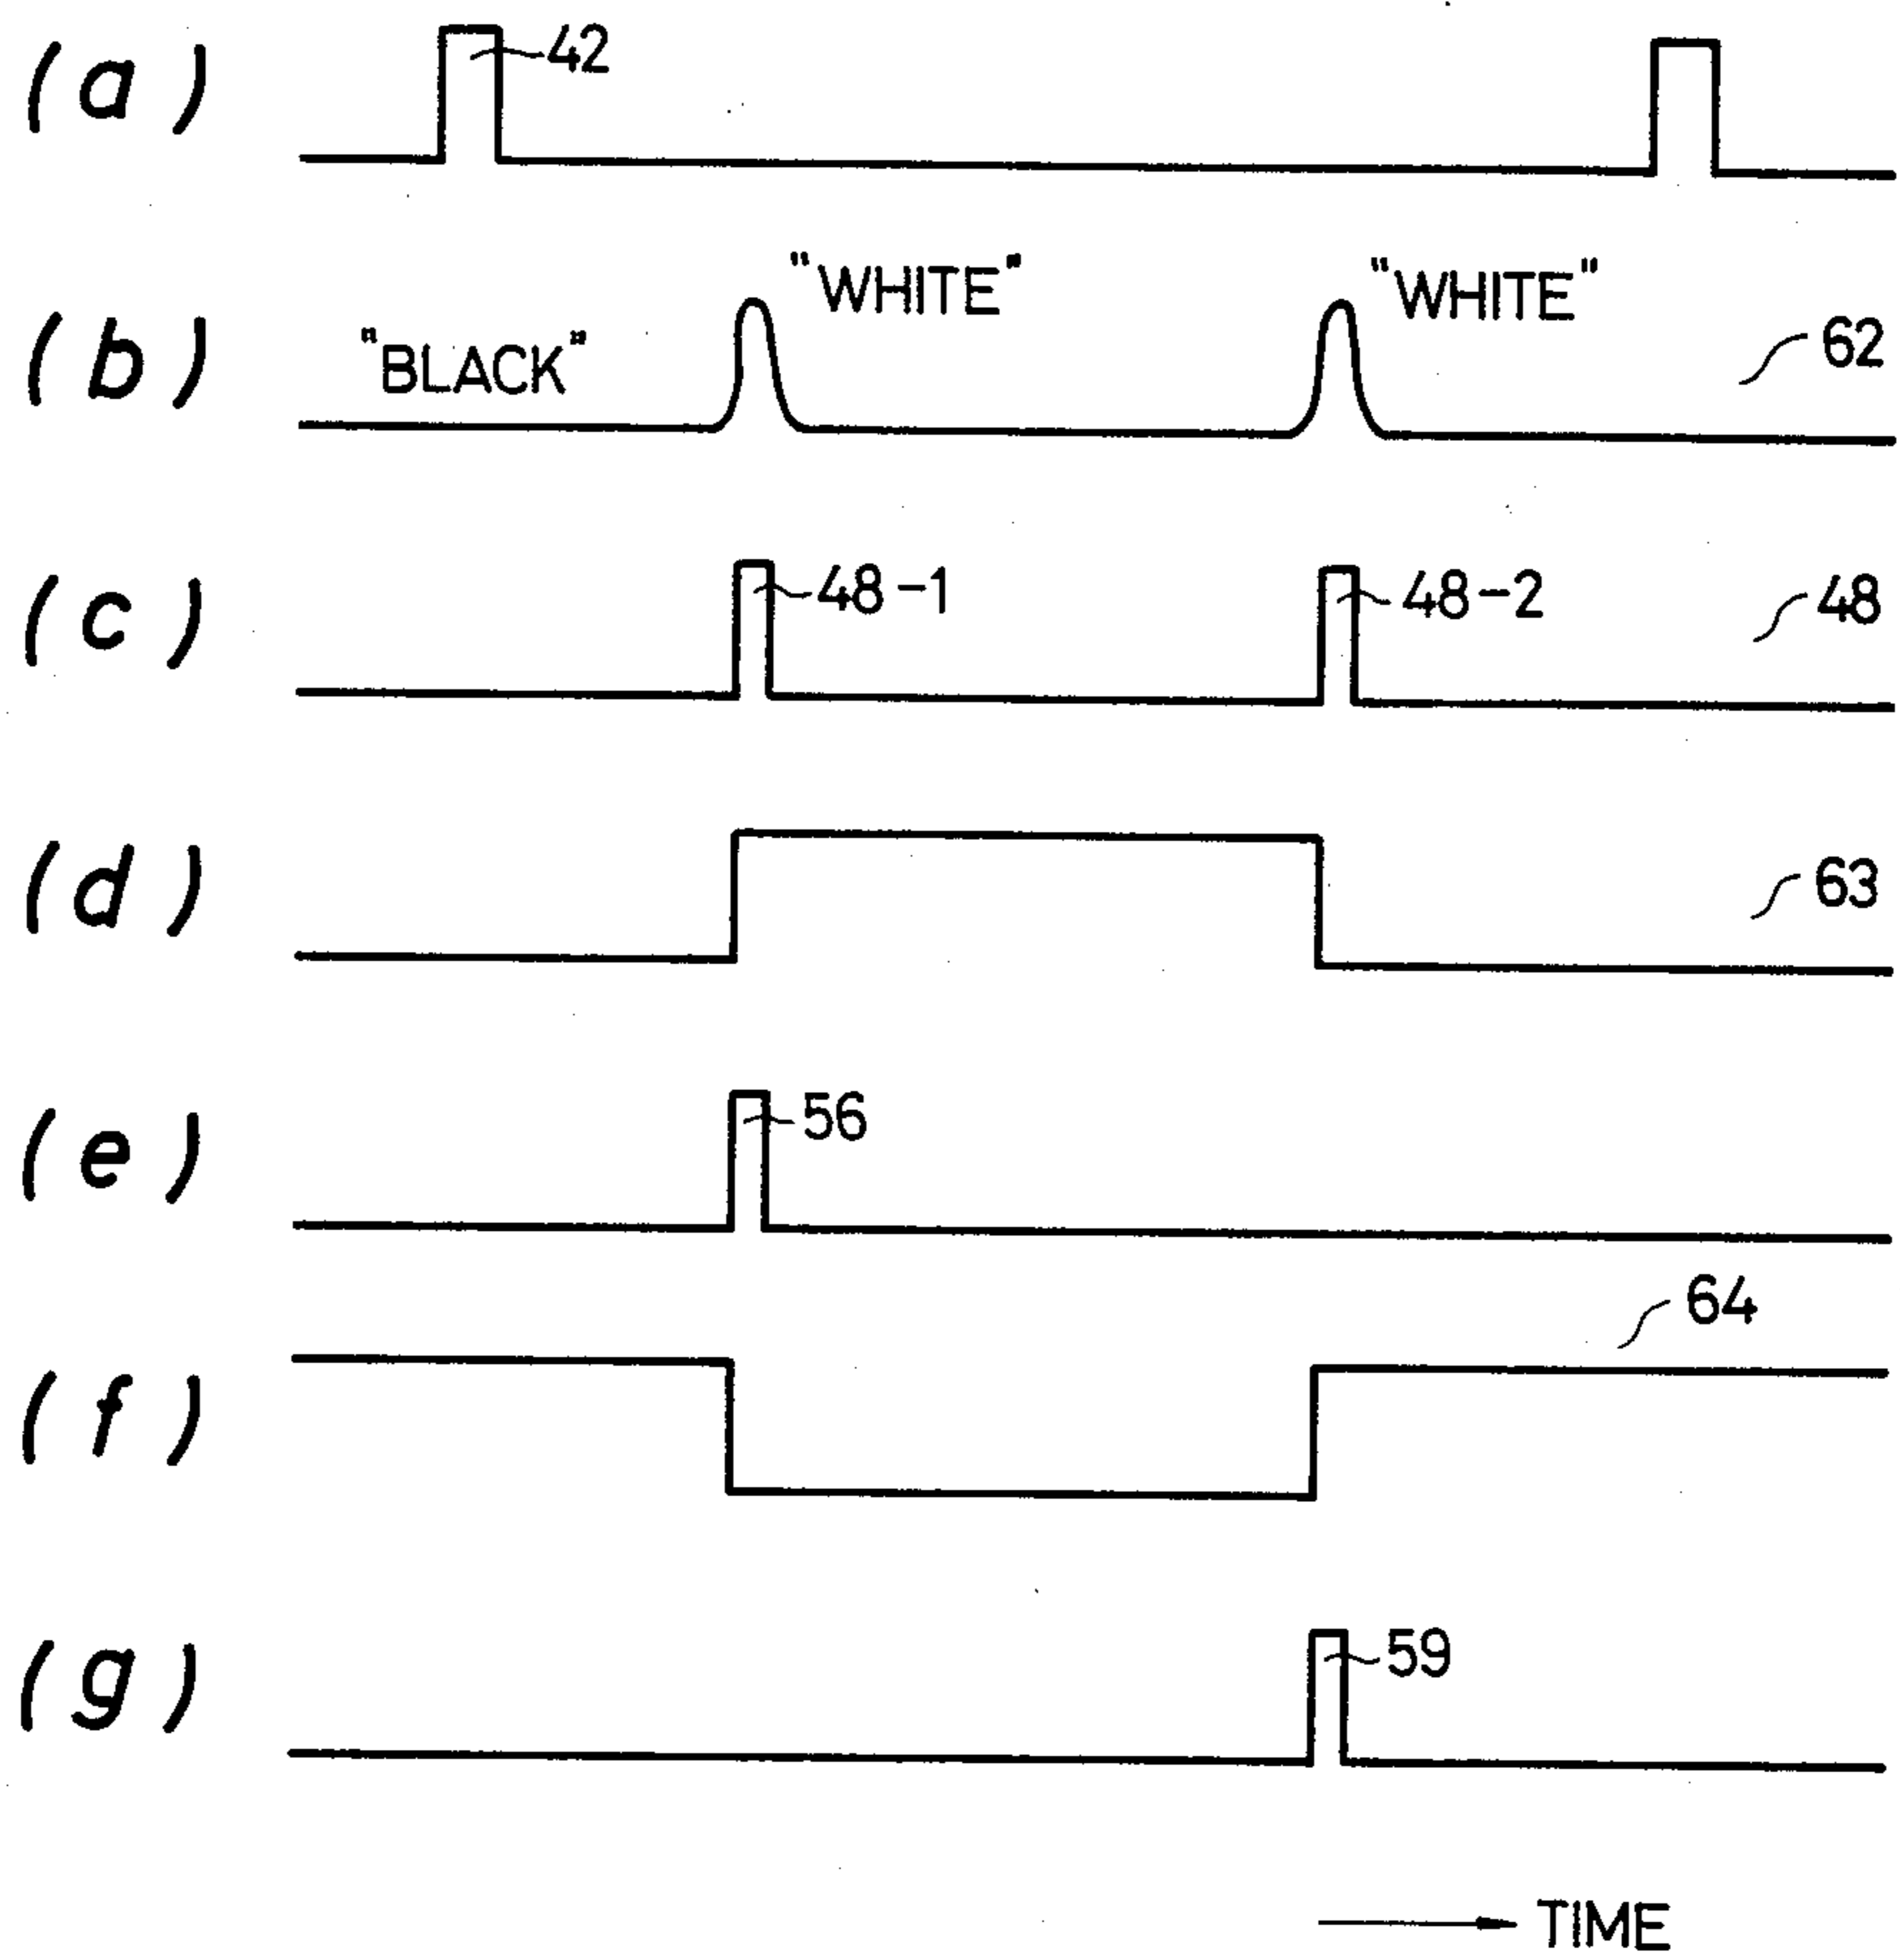 (a)
42
(b)
"BLACK"
"WHITE"
"WHITE"
62
(c)
48-1
48-2
48
(d)
63
(e)
56
64
(f)
(g)
59
TIME